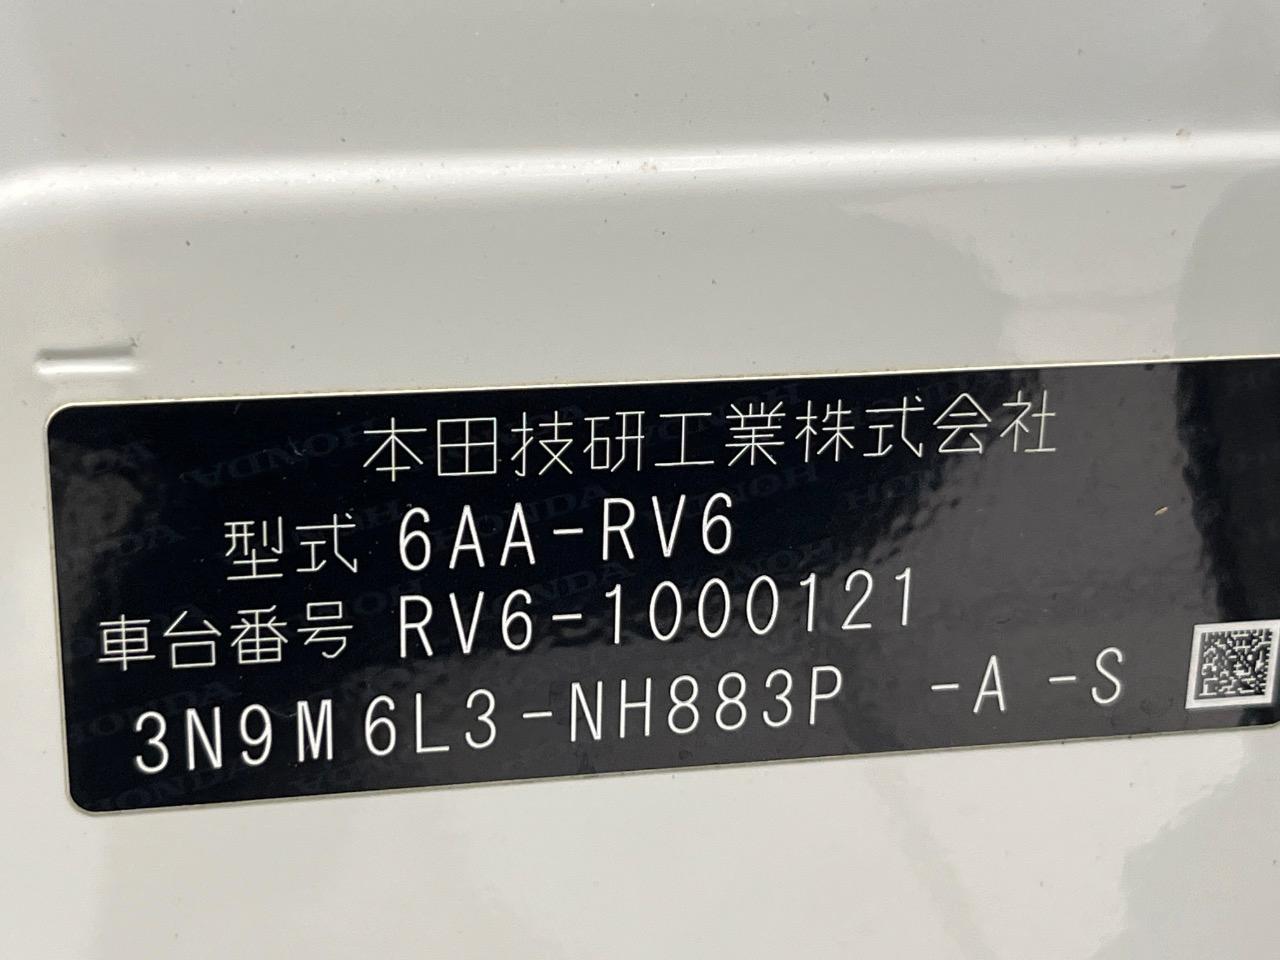 本田技研工業株式会社
型式 6AA-RV6
車台番号 RV6-1000121
3N9M6L3-NH883P -A -S